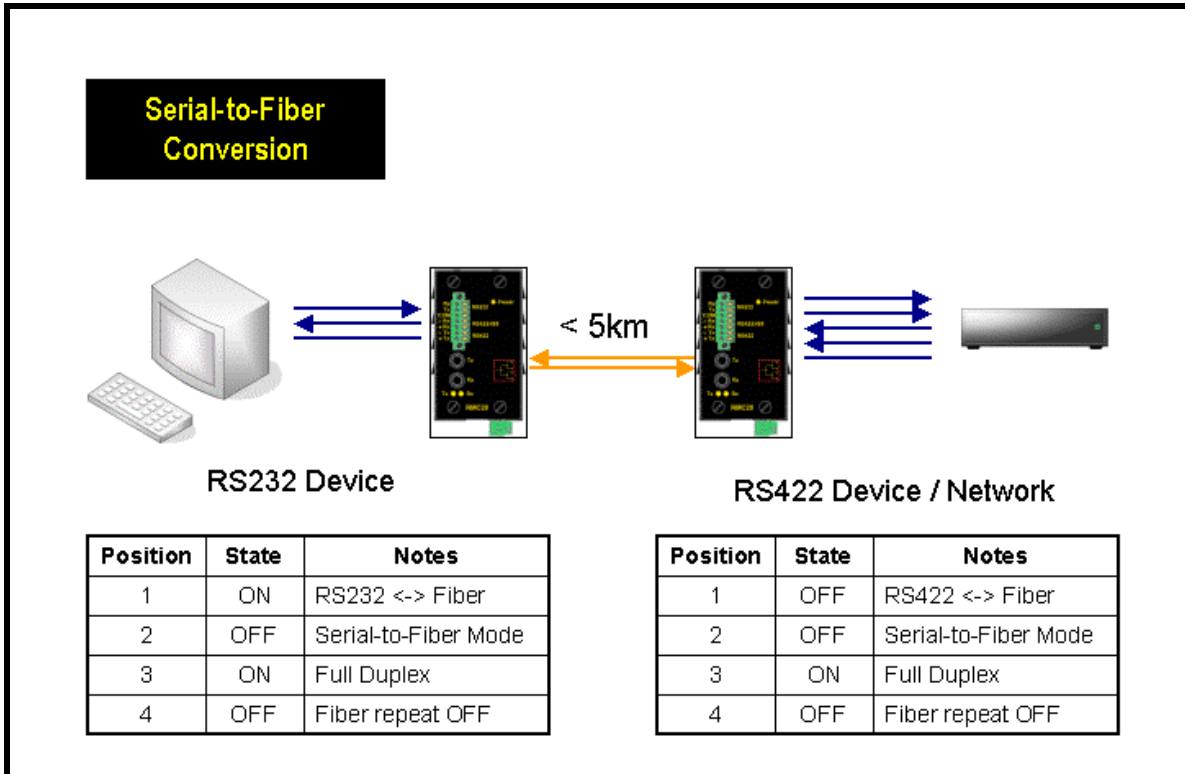 Serial-to-Fiber
Conversion
< 5km
RS232 Device
RS422 Device / Network
Position State Notes
1 ON RS232 <-> Fiber
2 OFF Serial-to-Fiber Mode
3 ON Full Duplex
4 OFF Fiber repeat OFF
Position State Notes
1 OFF RS422 <-> Fiber
2 OFF Serial-to-Fiber Mode
3 ON Full Duplex
4 OFF Fiber repeat OFF